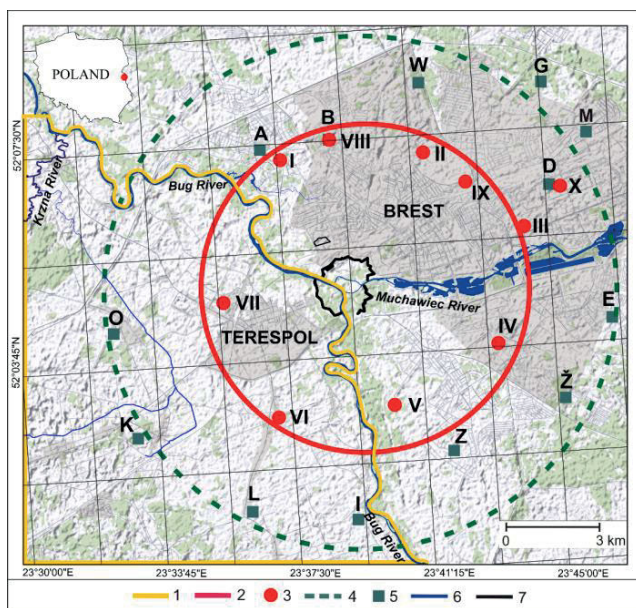 POLAND
W
G
B
VIII
M
A
I
II
52°07'30"N
Bug River
Krzna River
IX
D
X
BREST
III
Muchawiec River
VII
E
O
TERESPOL
IV
52°03'45"N
Ž
V
VI
K
Z
L
I
Bug River
0 3 km
23°30'00"E 23°33'45"E 23°37'30"E 23°41'15"E 23°45'00"E
1 2 3 4 5 6 7